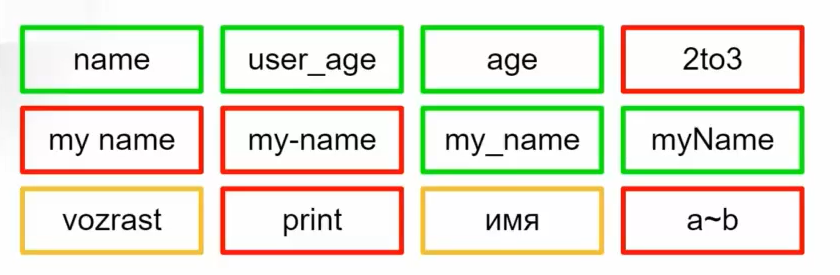 name user_age age 2to3
my name my-name my_name myName
vozrast print имя a~b